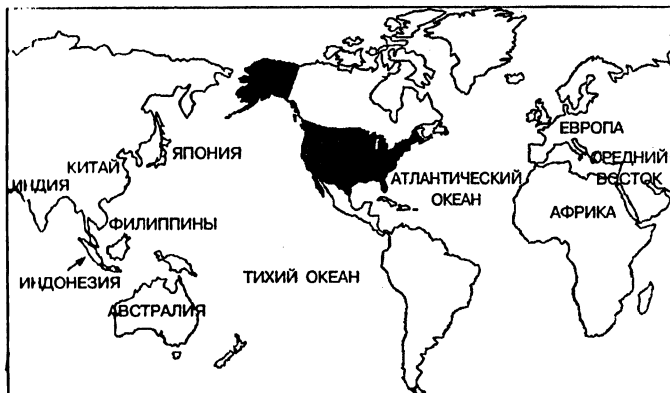 ЕВРОПА
ЯПОНИЯ
КИТАЙ
СРЕДНИЙ
ВОСТОК
ИНДИЯ
АТЛАНТИЧЕСКИЙ
ОКЕАН
АФРИКА
ФИЛИППИНЫ
ИНДОНЕЗИЯ
ТИХИЙ ОКЕАН
АВСТРАЛИЯ